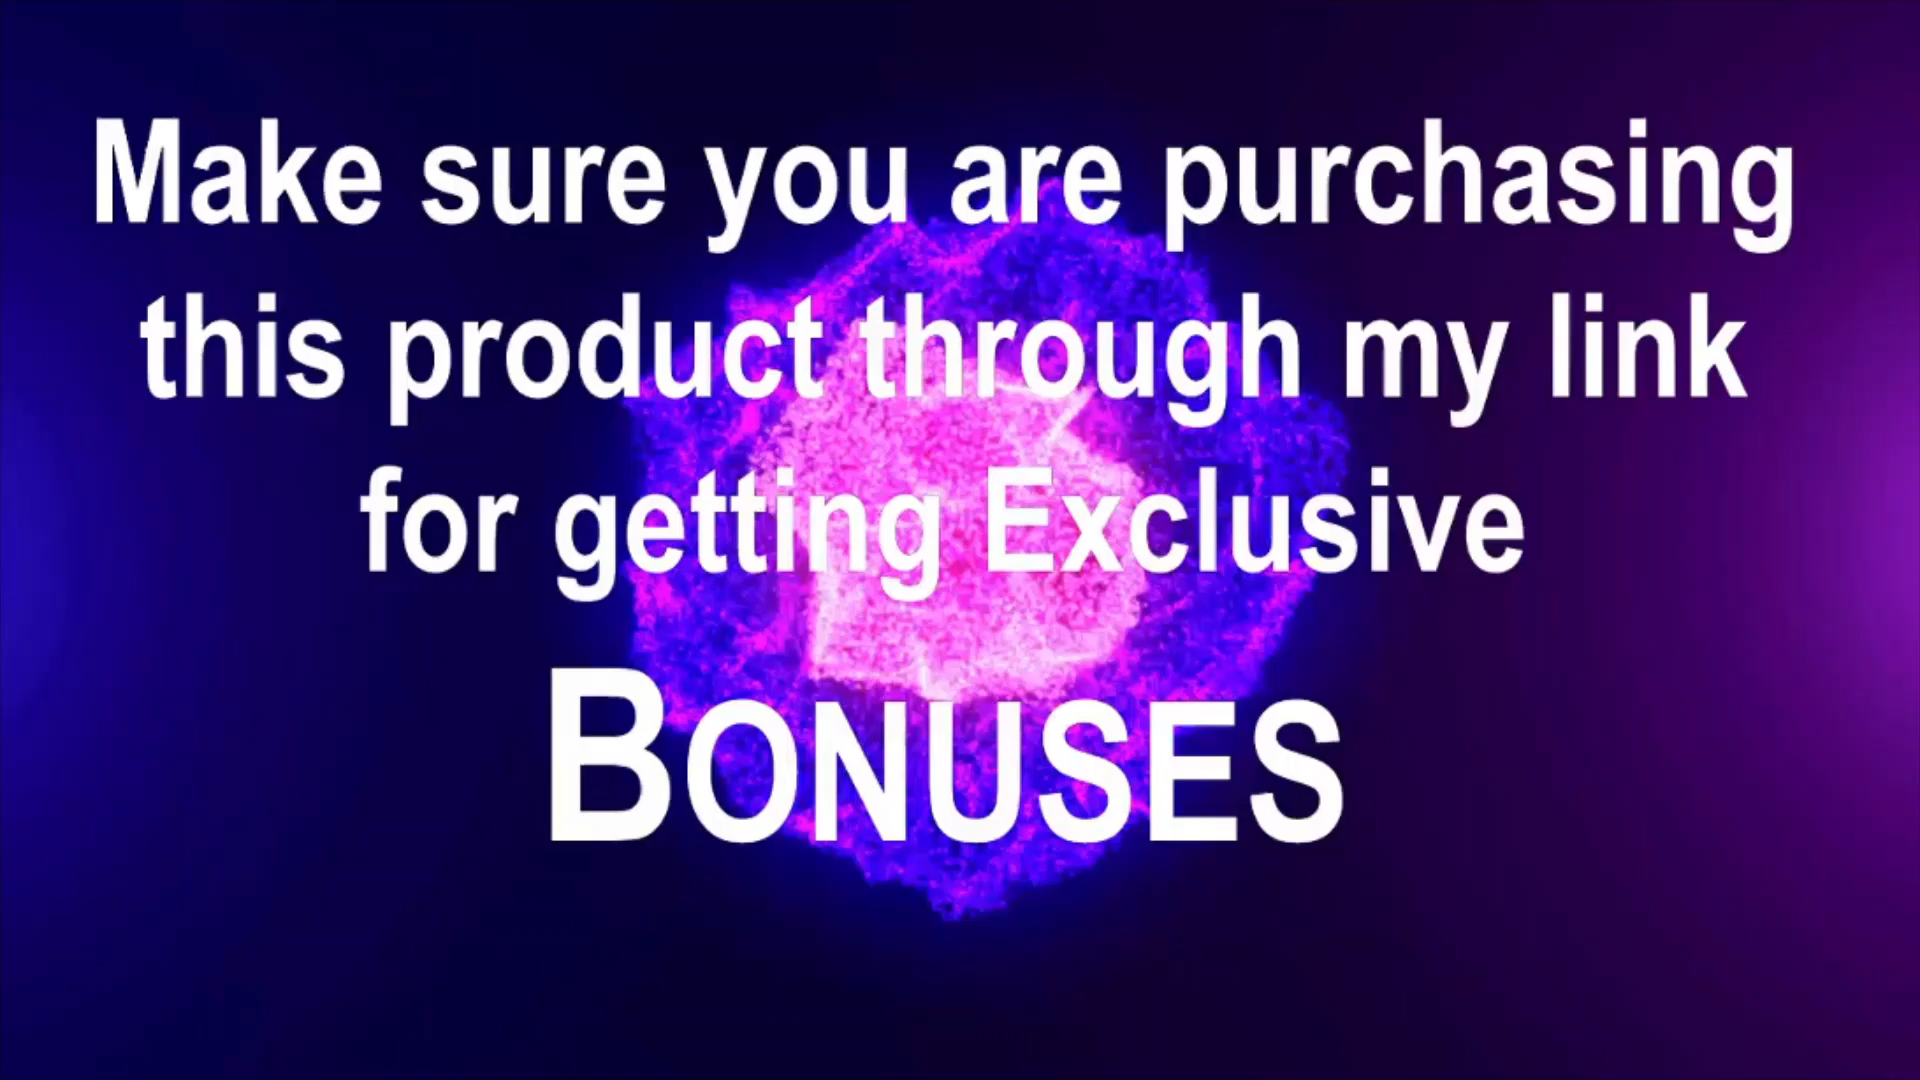 Make sure you are purchasing
this product through my link
for getting Exclusive
BONUSES